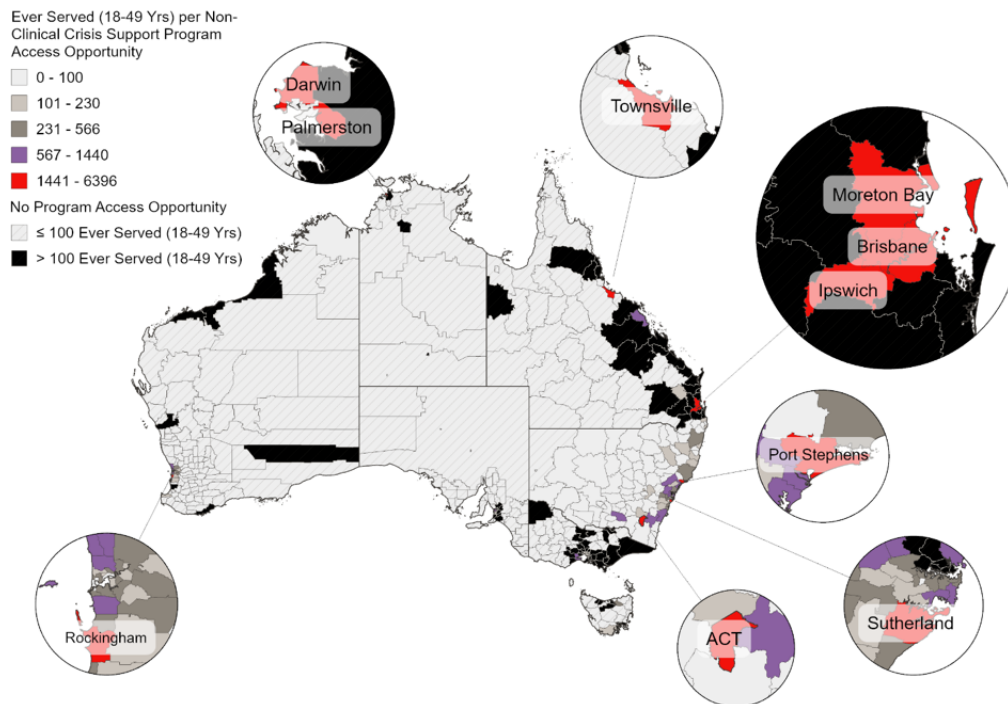 Ever Served (18-49 Yrs) per Non-
Clinical Crisis Support Program
Access Opportunity
0 - 100
101 - 230
231 - 566
567 - 1440
1441 - 6396
No Program Access Opportunity
≤ 100 Ever Served (18-49 Yrs)
> 100 Ever Served (18-49 Yrs)
Darwin
Palmerston
Townsville
Moreton Bay
Brisbane
Ipswich
Port Stephens
Rockingham
ACT
Sutherland